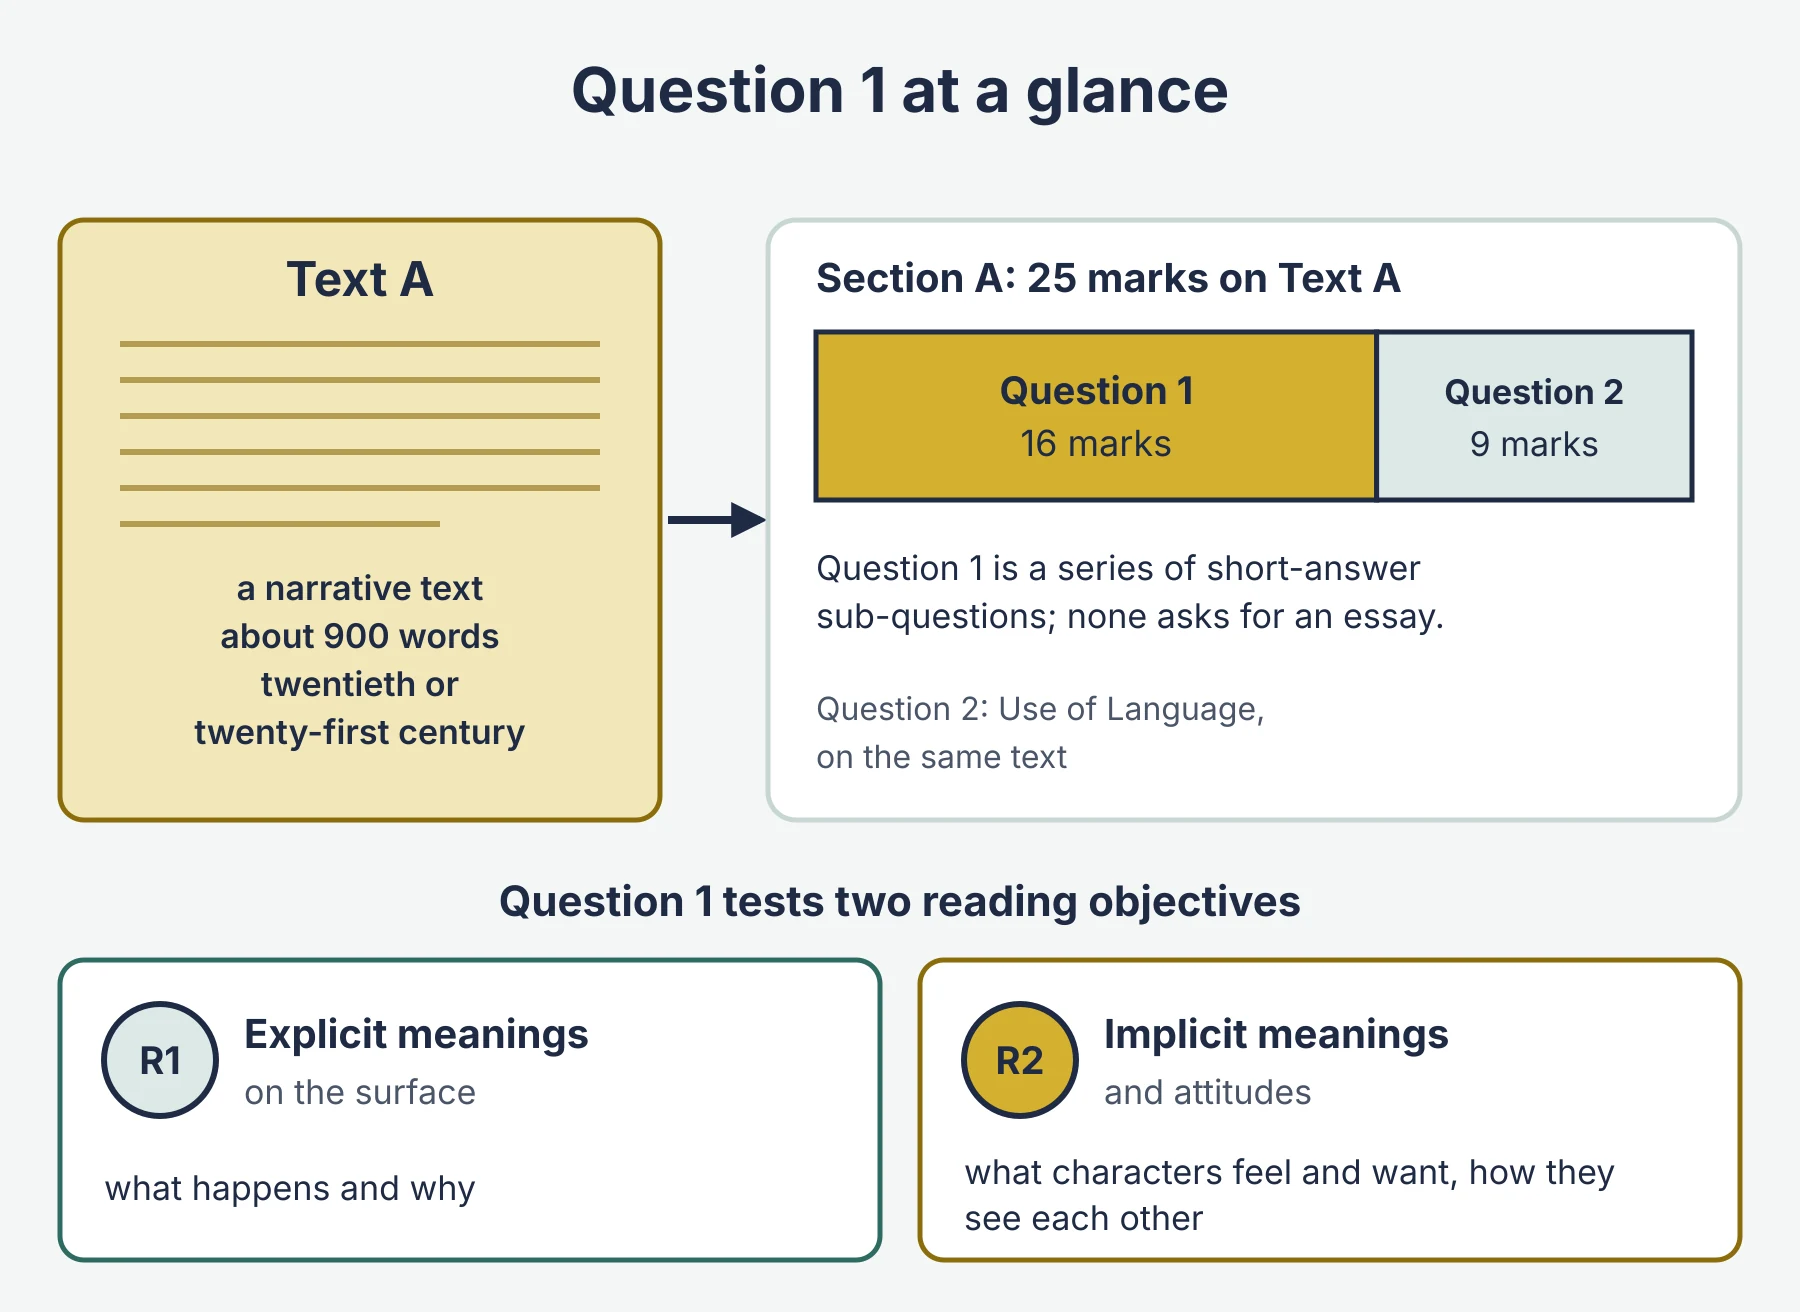 Question 1 at a glance
Text A
a narrative text
about 900 words
twentieth or
twenty-first century
Section A: 25 marks on Text A
Question 1
16 marks
Question 2
9 marks
Question 1 is a series of short-answer
sub-questions; none asks for an essay.
Question 2: Use of Language,
on the same text
Question 1 tests two reading objectives
R1
Explicit meanings
on the surface
what happens and why
R2
Implicit meanings
and attitudes
what characters feel and want, how they
see each other